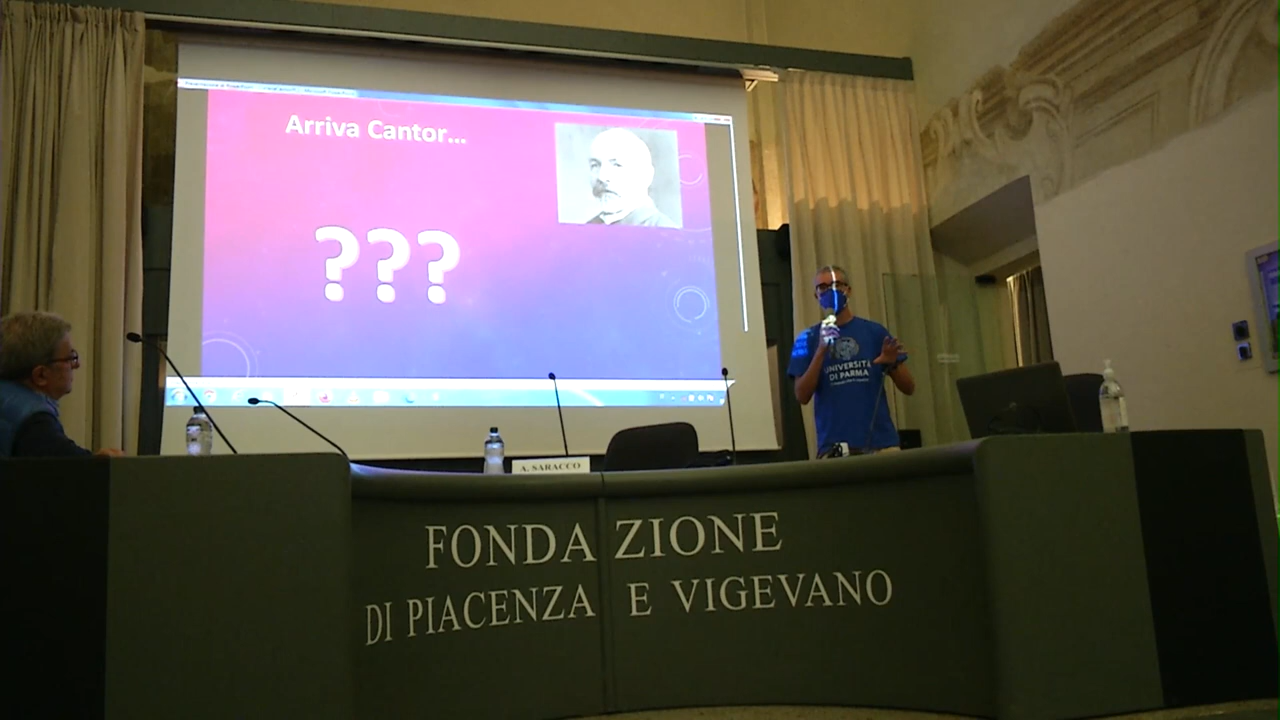 Arriva Cantor...
???
UNIVERSITÀ
DI PARMA
A. SARACCO
FONDAZIONE
DI PIACENZA E VIGEVANO